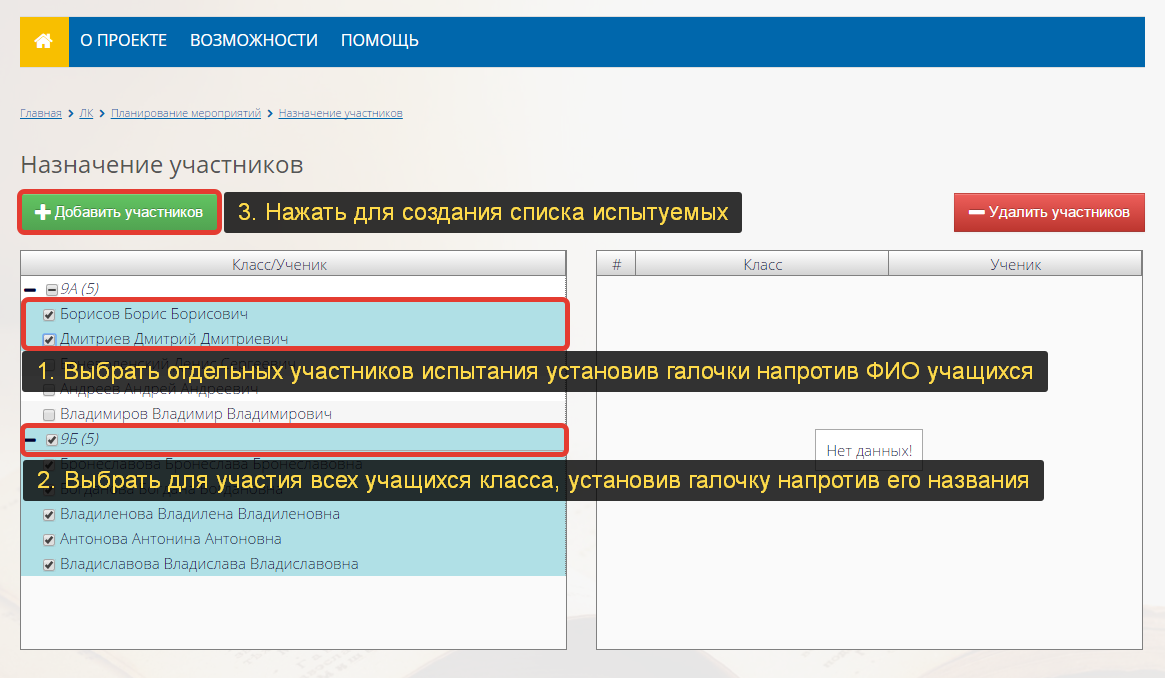 О ПРОЕКТЕ ВОЗМОЖНОСТИ ПОМОЩЬ
Главная ЛК Планирование мероприятий Назначение участников
Назначение участников
Добавить участников
3. Нажать для создания списка испытуемых
Удалить участников
Класс/Ученик
# Класс Ученик
9А (5)
Борисов Борис Борисович
Дмитриев Дмитрий Дмитриевич
1. Выбрать отдельных участников испытания установив галочки напротив ФИО учащихся
Андреев Андрей Андреевич
Владимиров Владимир Владимирович
9Б (5)
Нет данных!
Бронеславова Бронеслава Бронеславовна
2. Выбрать для участия всех учащихся класса, установив галочку напротив его названия
Владиленова Владилена Владиленовна
Антонова Антонина Антоновна
Владиславова Владислава Владиславовна